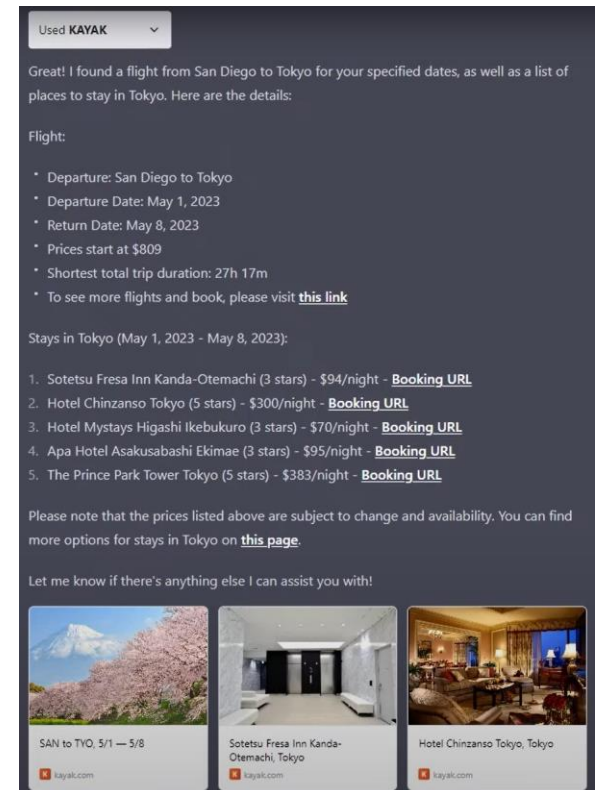 Used KAYAK
Great! I found a flight from San Diego to Tokyo for your specified dates, as well as a list of
places to stay in Tokyo. Here are the details:
Flight:
* Departure: San Diego to Tokyo
* Departure Date: May 1, 2023
* Return Date: May 8, 2023
* Prices start at $809
* Shortest total trip duration: 27h 17m
* To see more flights and book, please visit this link
Stays in Tokyo (May 1, 2023 - May 8, 2023):
1. Sotetsu Fresa Inn Kanda-Otemachi (3 stars) - $94/night - Booking URL
2. Hotel Chinzanso Tokyo (5 stars) - $300/night - Booking URL
3. Hotel Mystays Higashi Ikebukuro (3 stars) - $70/night - Booking URL
4. Apa Hotel Asakusabashi Ekimae (3 stars) - $95/night - Booking URL
5. The Prince Park Tower Tokyo (5 stars) - $383/night - Booking URL
Please note that the prices listed above are subject to change and availability. You can find
more options for stays in Tokyo on this page.
Let me know if there's anything else I can assist you with!
SAN to TYO, 5/1 — 5/8
K kayak.com
Sotetsu Fresa Inn Kanda-
Otemachi, Tokyo
K kayak.com
Hotel Chinzanso Tokyo, Tokyo
K kayak.com